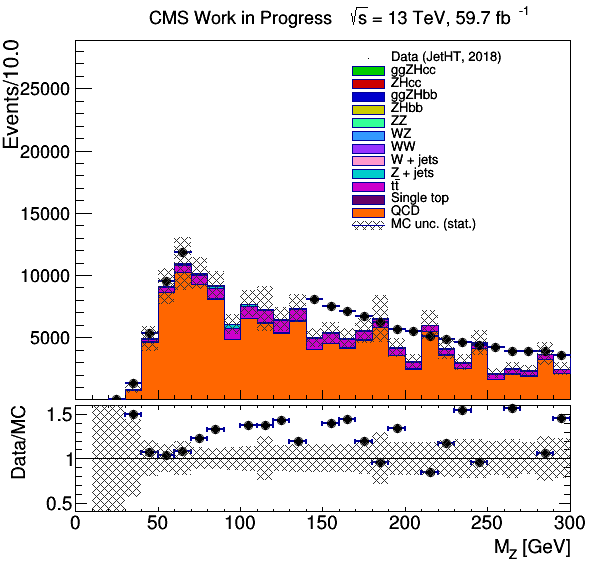 CMS Work in Progress √s = 13 TeV, 59.7 fb⁻¹
Events/10.0
25000
20000
15000
10000
5000
Data (JetHT, 2018)
ggZHcc
ZHcc
ggZHbb
ZHbb
ZZ
WZ
WW
W + jets
Z + jets
tt̄
Single top
QCD
MC unc. (stat.)
Data/MC
1.5
1
0.5
0 50 100 150 200 250 300
M_Z [GeV]